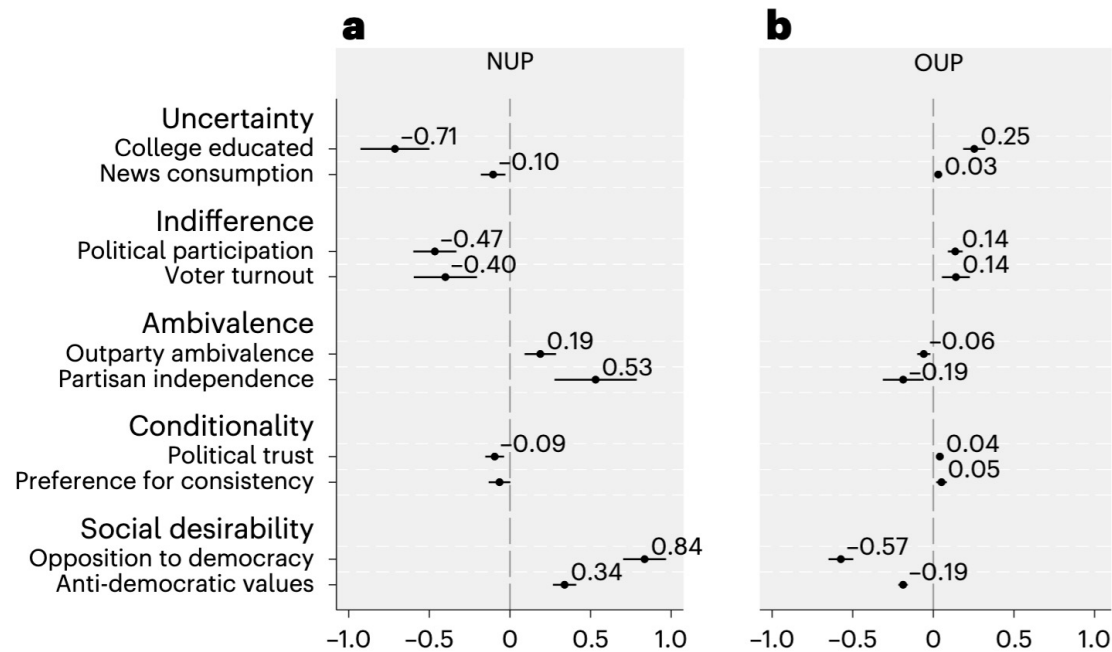 a
b
NUP
OUP
Uncertainty
College educated
−0.71
0.25
News consumption
−0.10
0.03
Indifference
Political participation
−0.47
0.14
Voter turnout
−0.40
0.14
Ambivalence
Outparty ambivalence
0.19
−0.06
Partisan independence
0.53
−0.19
Conditionality
Political trust
−0.09
0.04
Preference for consistency
0.05
Social desirability
Opposition to democracy
0.84
−0.57
Anti-democratic values
0.34
−0.19
−1.0 −0.5 0 0.5 1.0
−1.0 −0.5 0 0.5 1.0